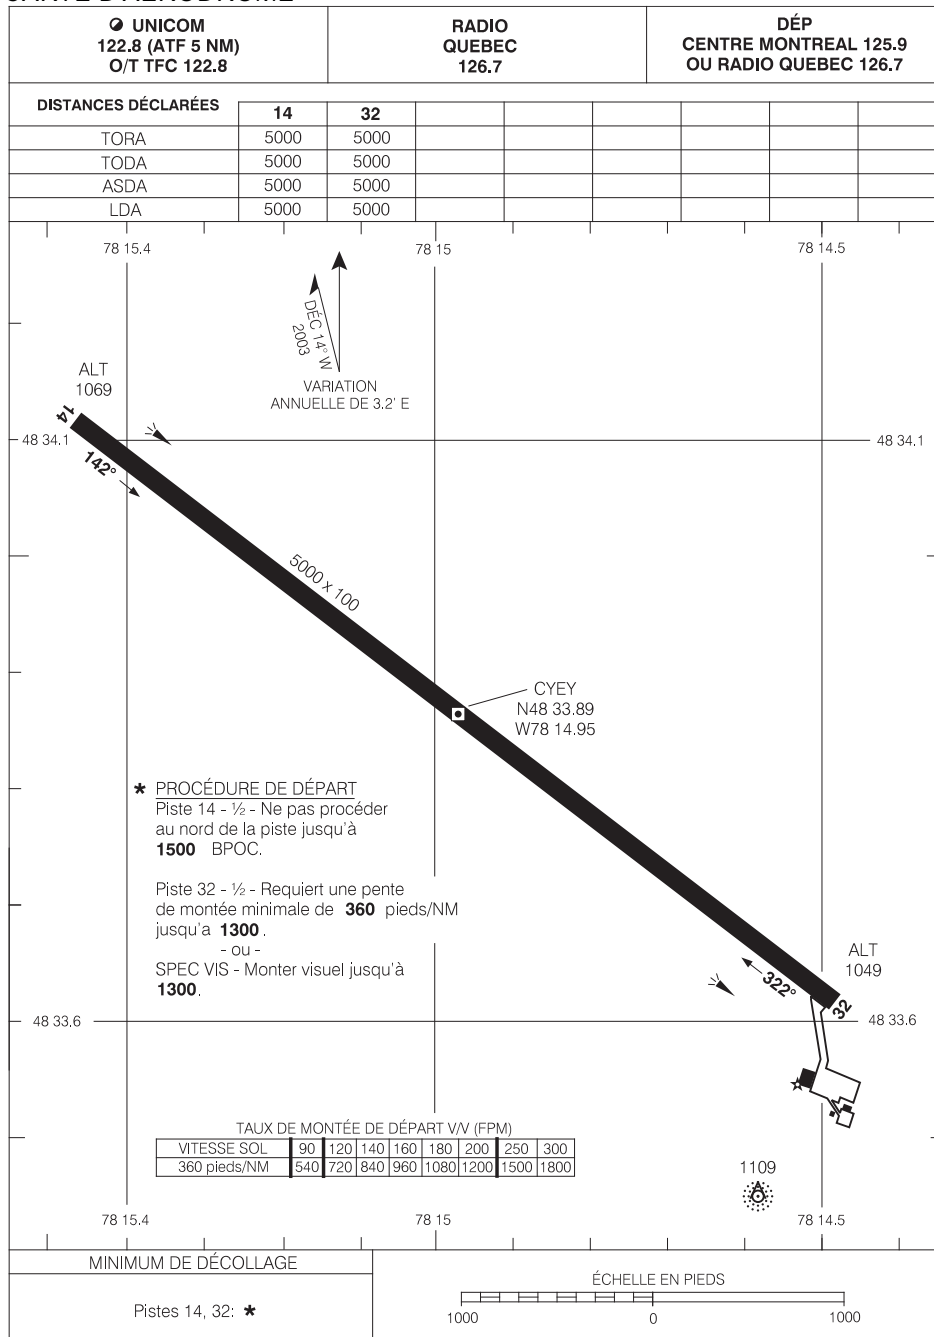 CARTE D'AÉRODROME
UNICOM
122.8 (ATF 5 NM)
O/T TFC 122.8
RADIO
QUEBEC
126.7
DÉP
CENTRE MONTREAL 125.9
OU RADIO QUEBEC 126.7
DISTANCES DÉCLARÉES 14 32
TORA 5000 5000
TODA 5000 5000
ASDA 5000 5000
LDA 5000 5000
78 15.4 78 15 78 14.5
DÉC 14° W
2003
VARIATION
ANNUELLE DE 3.2' E
ALT
1069
14
48 34.1 48 34.1
142°
5000 x 100
CYEY
N48 33.89
W78 14.95
* PROCÉDURE DE DÉPART
Piste 14 - ½ - Ne pas procéder
au nord de la piste jusqu'à
1500 BPOC.
Piste 32 - ½ - Requiert une pente
de montée minimale de 360 pieds/NM
jusqu'a 1300.
- ou -
SPEC VIS - Monter visuel jusqu'à
1300.
ALT
1049
322°
32
48 33.6 48 33.6
TAUX DE MONTÉE DE DÉPART V/V (FPM)
VITESSE SOL 90 120 140 160 180 200 250 300
360 pieds/NM 540 720 840 960 1080 1200 1500 1800
1109
78 15.4 78 15 78 14.5
MINIMUM DE DÉCOLLAGE
Pistes 14, 32: *
ÉCHELLE EN PIEDS
1000 0 1000